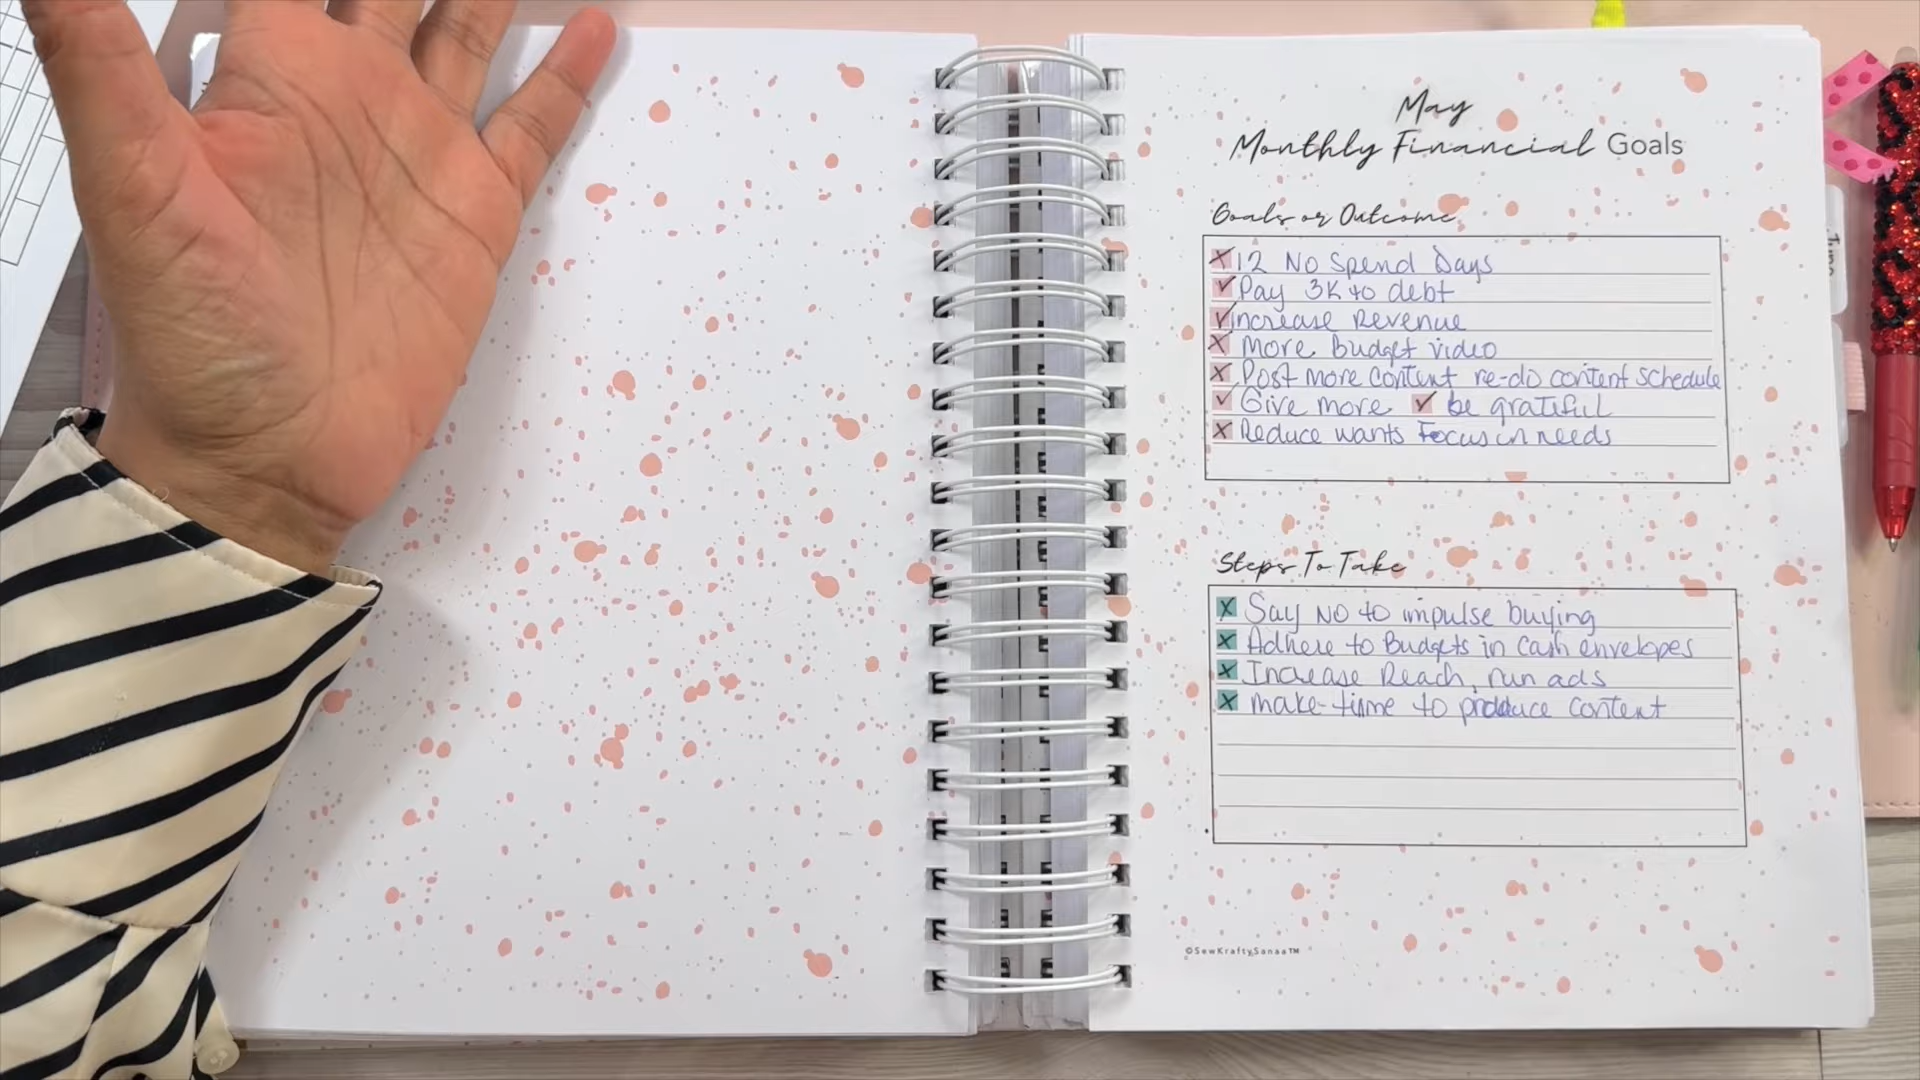 May
Monthly Financial Goals
Goals or Outcome
X 12 No Spend Days
✓ Pay 3K to debt
✓ increase Revenue
X More Budget video
X Post more content re-do content schedule
✓ Give more ✓ be grateful
X Reduce wants Focus on needs
Steps To Take
X Say NO to impulse buying
X Adhere to Budgets in cash envelopes
X Increase Reach, run ads
X make time to produce content
©SewKraftySanaa™